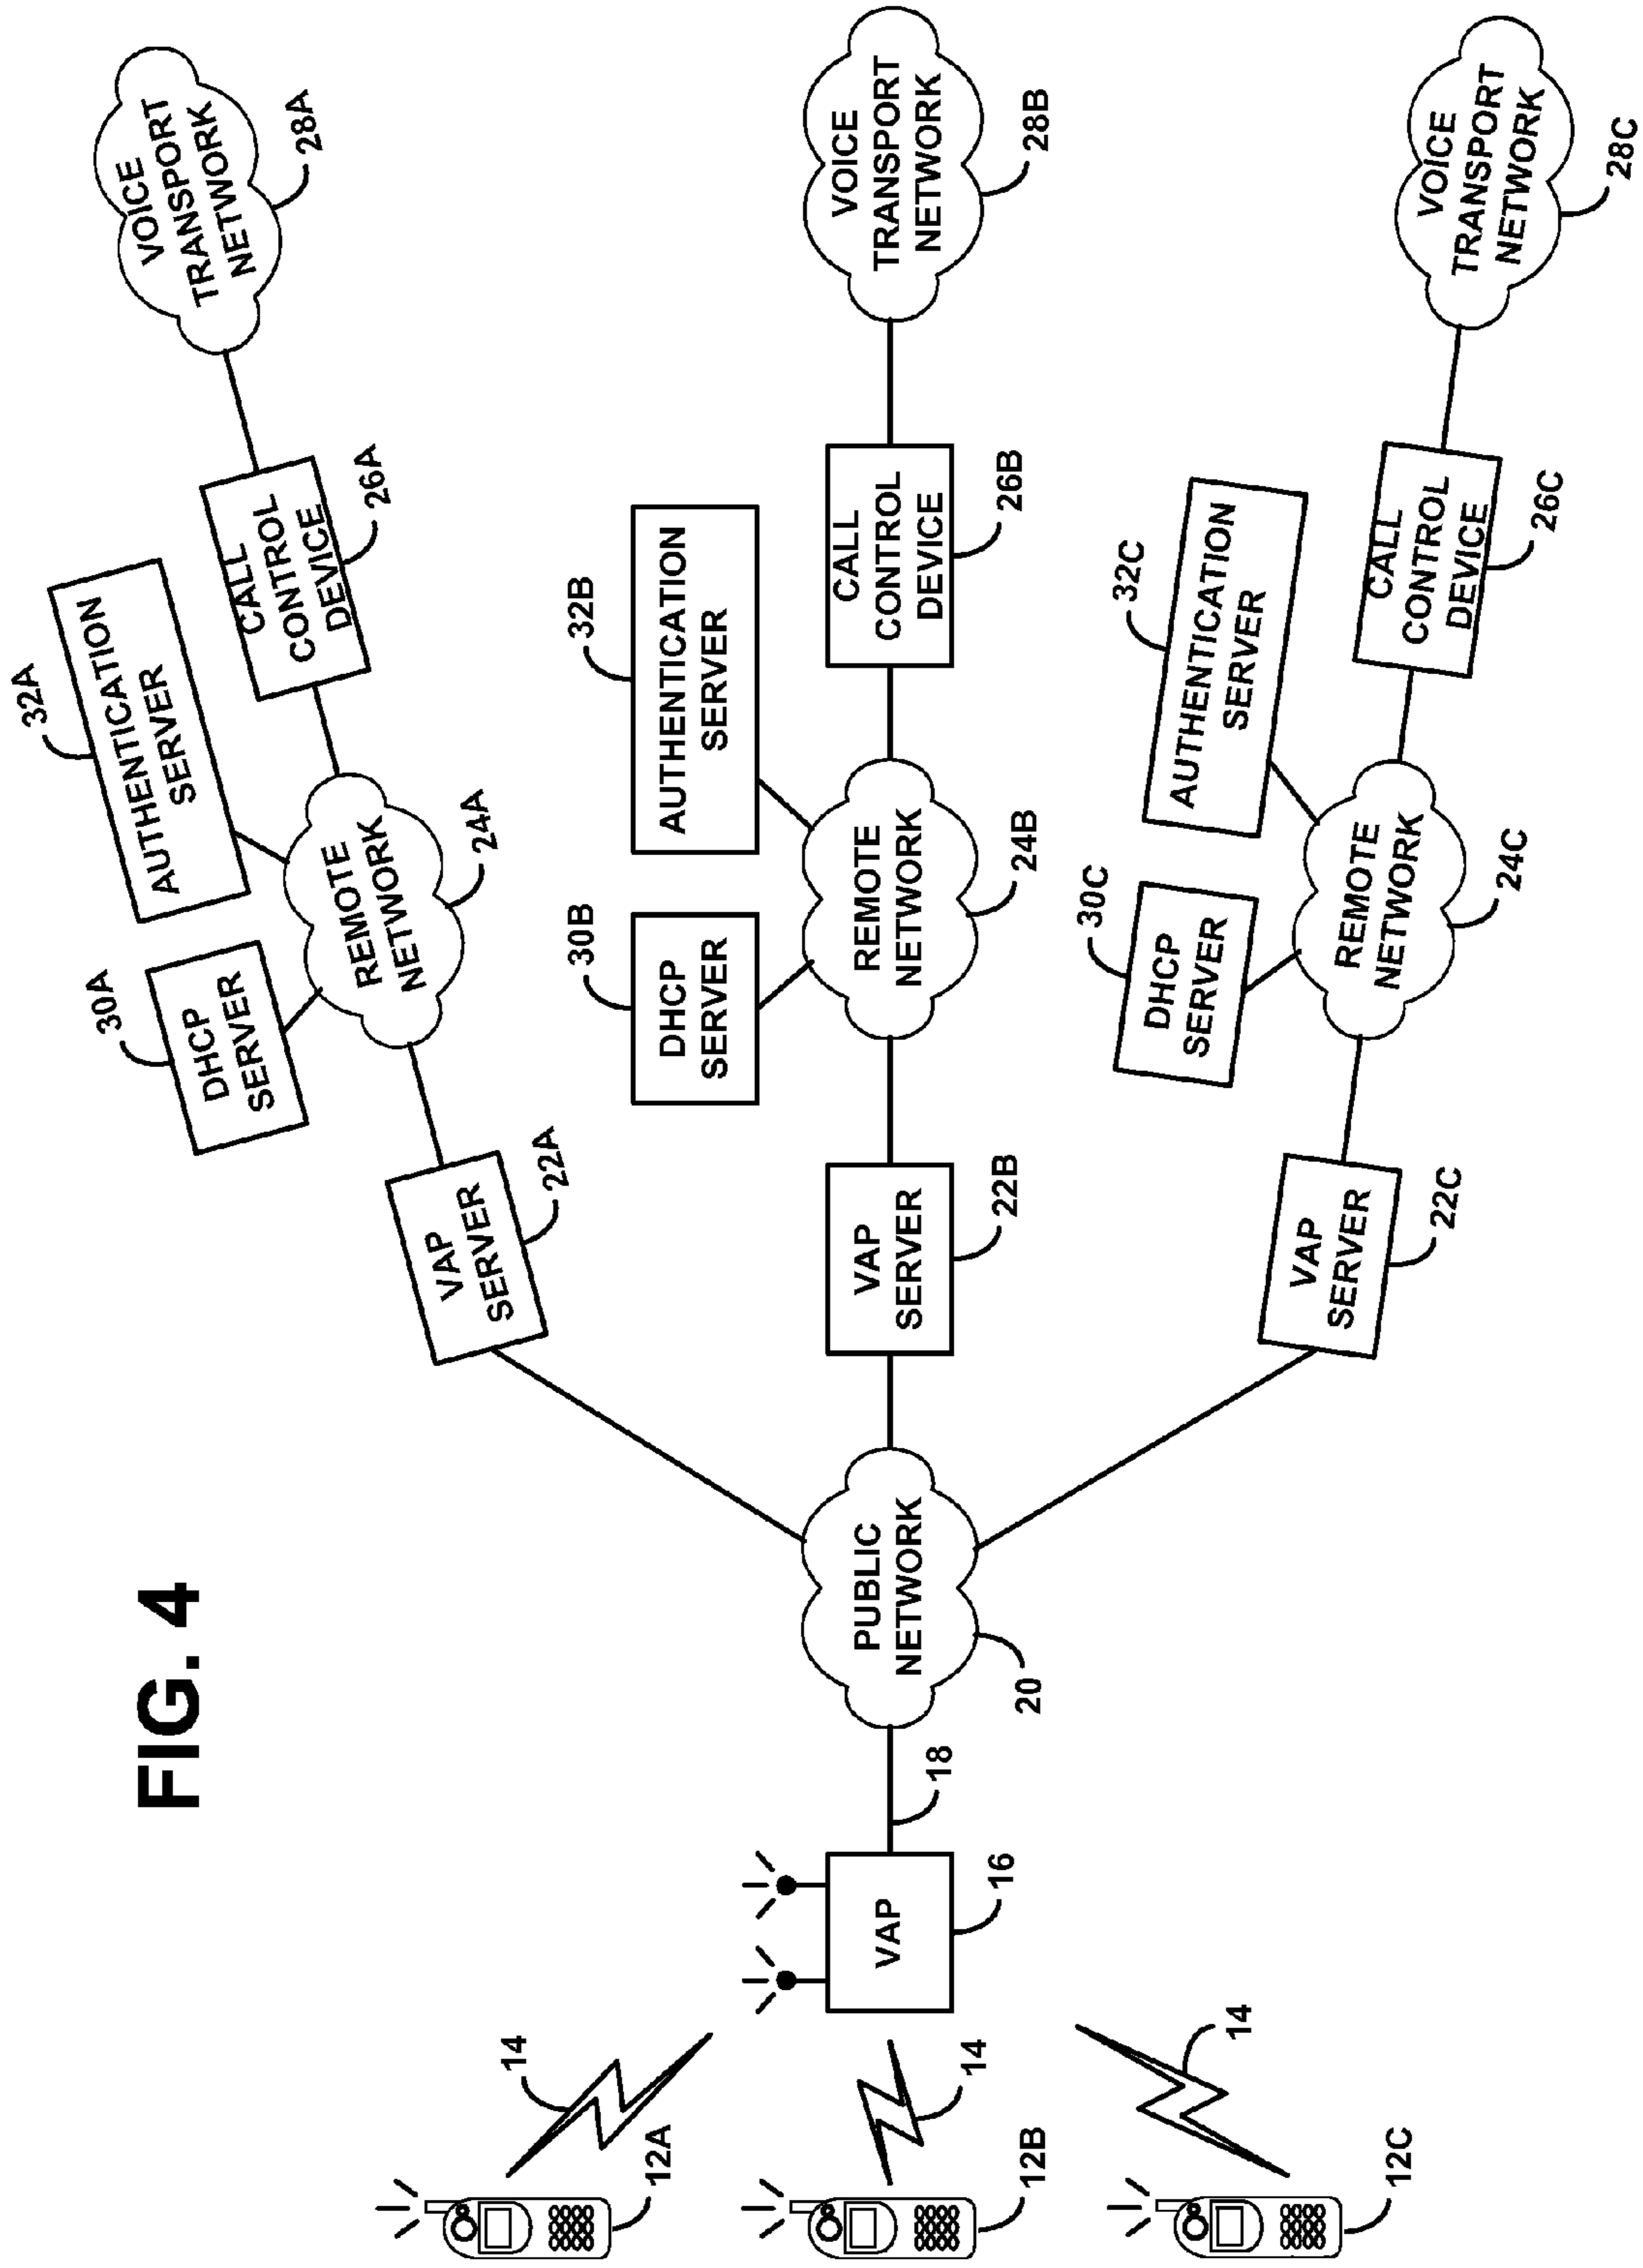 FIG. 4
32A
AUTHENTICATION
SERVER
30A
DHCP
SERVER
VOICE
TRANSPORT
NETWORK
28A
CALL
CONTROL
DEVICE
26A
REMOTE
NETWORK
24A
VAP
SERVER
22A
14
12A
32B
AUTHENTICATION
SERVER
30B
DHCP
SERVER
VAP
16
18
PUBLIC
NETWORK
20
VAP
SERVER
22B
REMOTE
NETWORK
24B
CALL
CONTROL
DEVICE
26B
VOICE
TRANSPORT
NETWORK
28B
14
12B
32C
AUTHENTICATION
SERVER
30C
DHCP
SERVER
14
12C
VAP
SERVER
22C
REMOTE
NETWORK
24C
CALL
CONTROL
DEVICE
26C
VOICE
TRANSPORT
NETWORK
28C